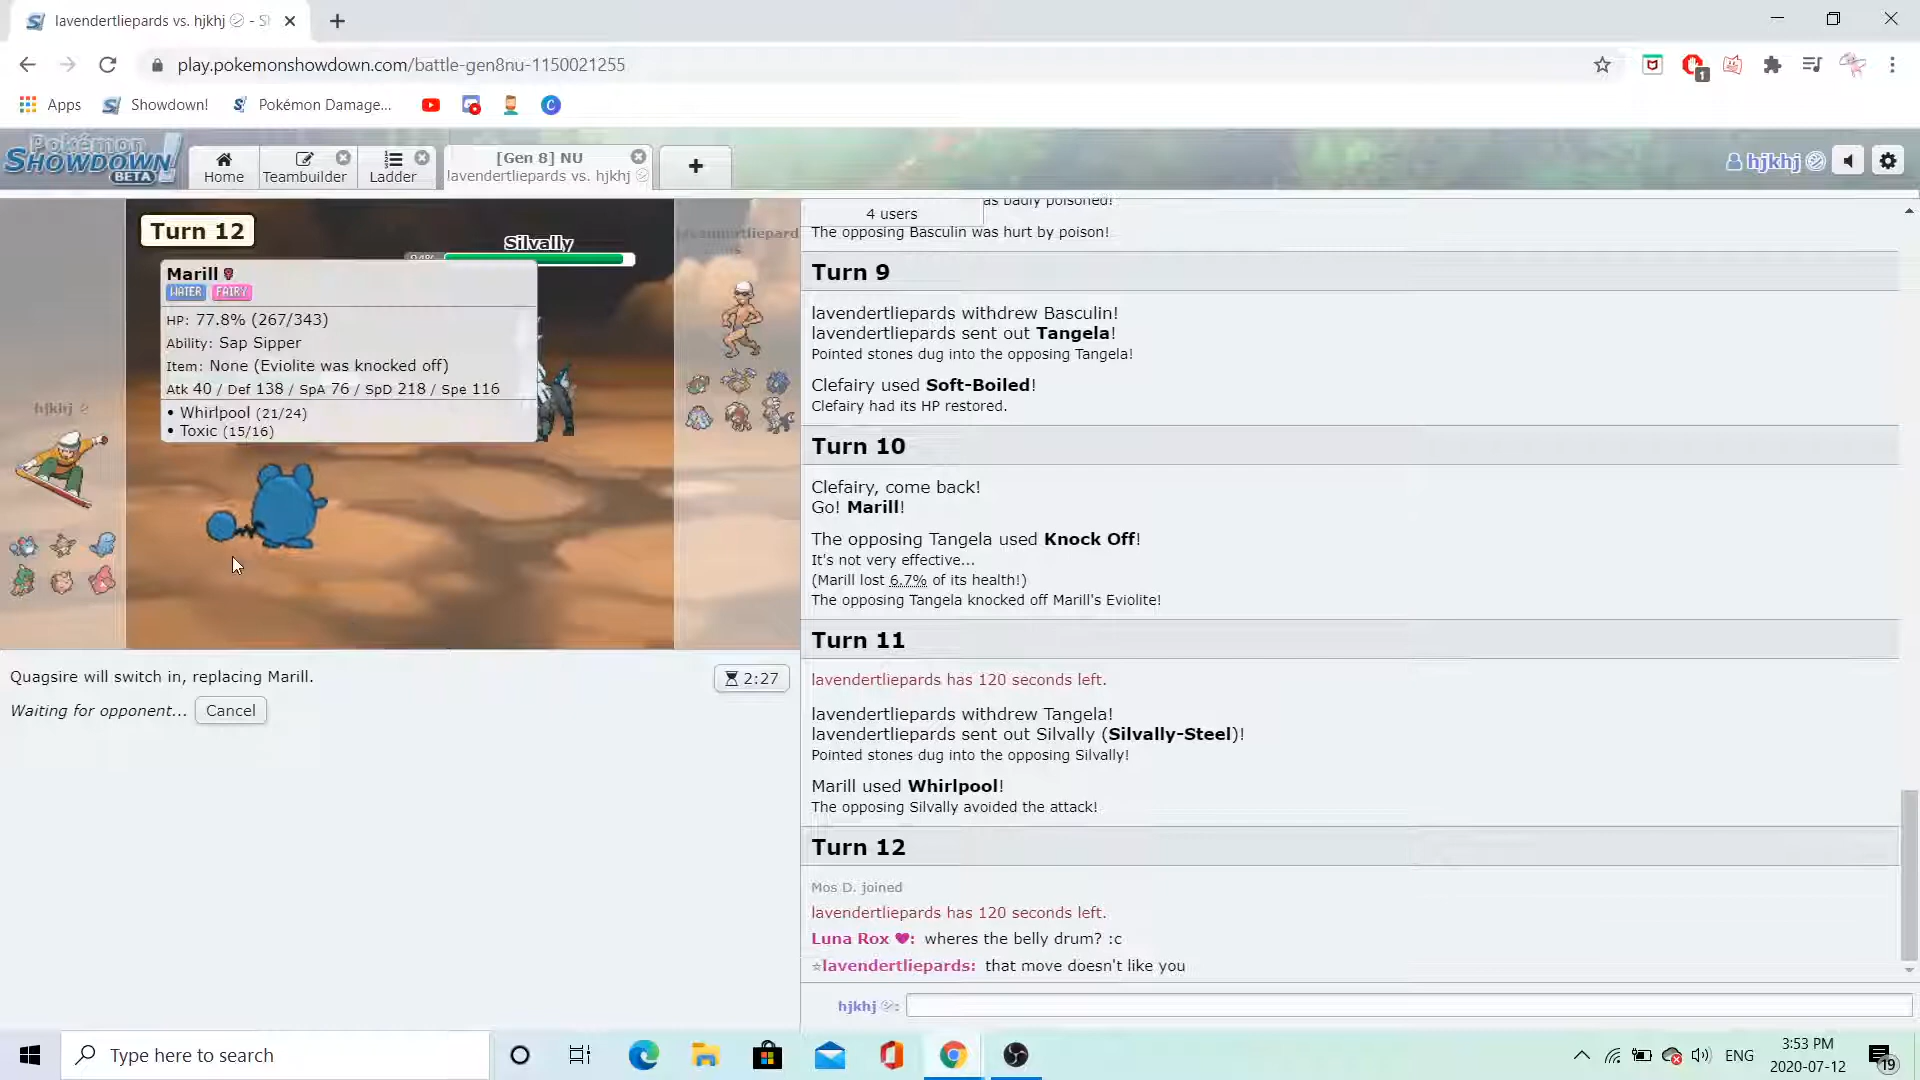 lavendertliepards vs. hjkhj
play.pokemonshowdown.com/battle-gen8nu-1150021255
1
Apps
Showdown!
Pokémon Damage...
Pokémon
SHOWDOWN!
BETA
Home
Teambuilder
Ladder
[Gen 8] NU
lavendertliepards vs. hjkhj
+
hjkhj
Turn 12
Silvally
Marill
WATER FAIRY
HP: 77.8% (267/343)
Ability: Sap Sipper
Item: None (Eviolite was knocked off)
Atk 40 / Def 138 / SpA 76 / SpD 218 / Spe 116
• Whirlpool (21/24)
• Toxic (15/16)
hjkhj
Quagsire will switch in, replacing Marill.
2:27
Waiting for opponent... Cancel
4 users
as badly poisoned!
The opposing Basculin was hurt by poison!
Turn 9
lavendertliepards withdrew Basculin!
lavendertliepards sent out Tangela!
Pointed stones dug into the opposing Tangela!
Clefairy used Soft-Boiled!
Clefairy had its HP restored.
Turn 10
Clefairy, come back!
Go! Marill!
The opposing Tangela used Knock Off!
It's not very effective...
(Marill lost 6.7% of its health!)
The opposing Tangela knocked off Marill's Eviolite!
Turn 11
lavendertliepards has 120 seconds left.
lavendertliepards withdrew Tangela!
lavendertliepards sent out Silvally (Silvally-Steel)!
Pointed stones dug into the opposing Silvally!
Marill used Whirlpool!
The opposing Silvally avoided the attack!
Turn 12
Mos D. joined
lavendertliepards has 120 seconds left.
Luna Rox ♥: wheres the belly drum? :c
☆lavendertliepards: that move doesn't like you
hjkhj :
Type here to search
ENG
3:53 PM
2020-07-12
19